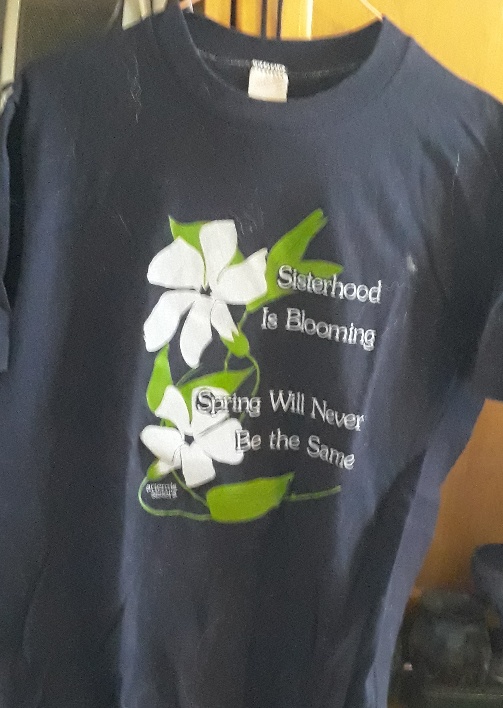 Sisterhood
Is Blooming
Spring Will Never
Be the Same